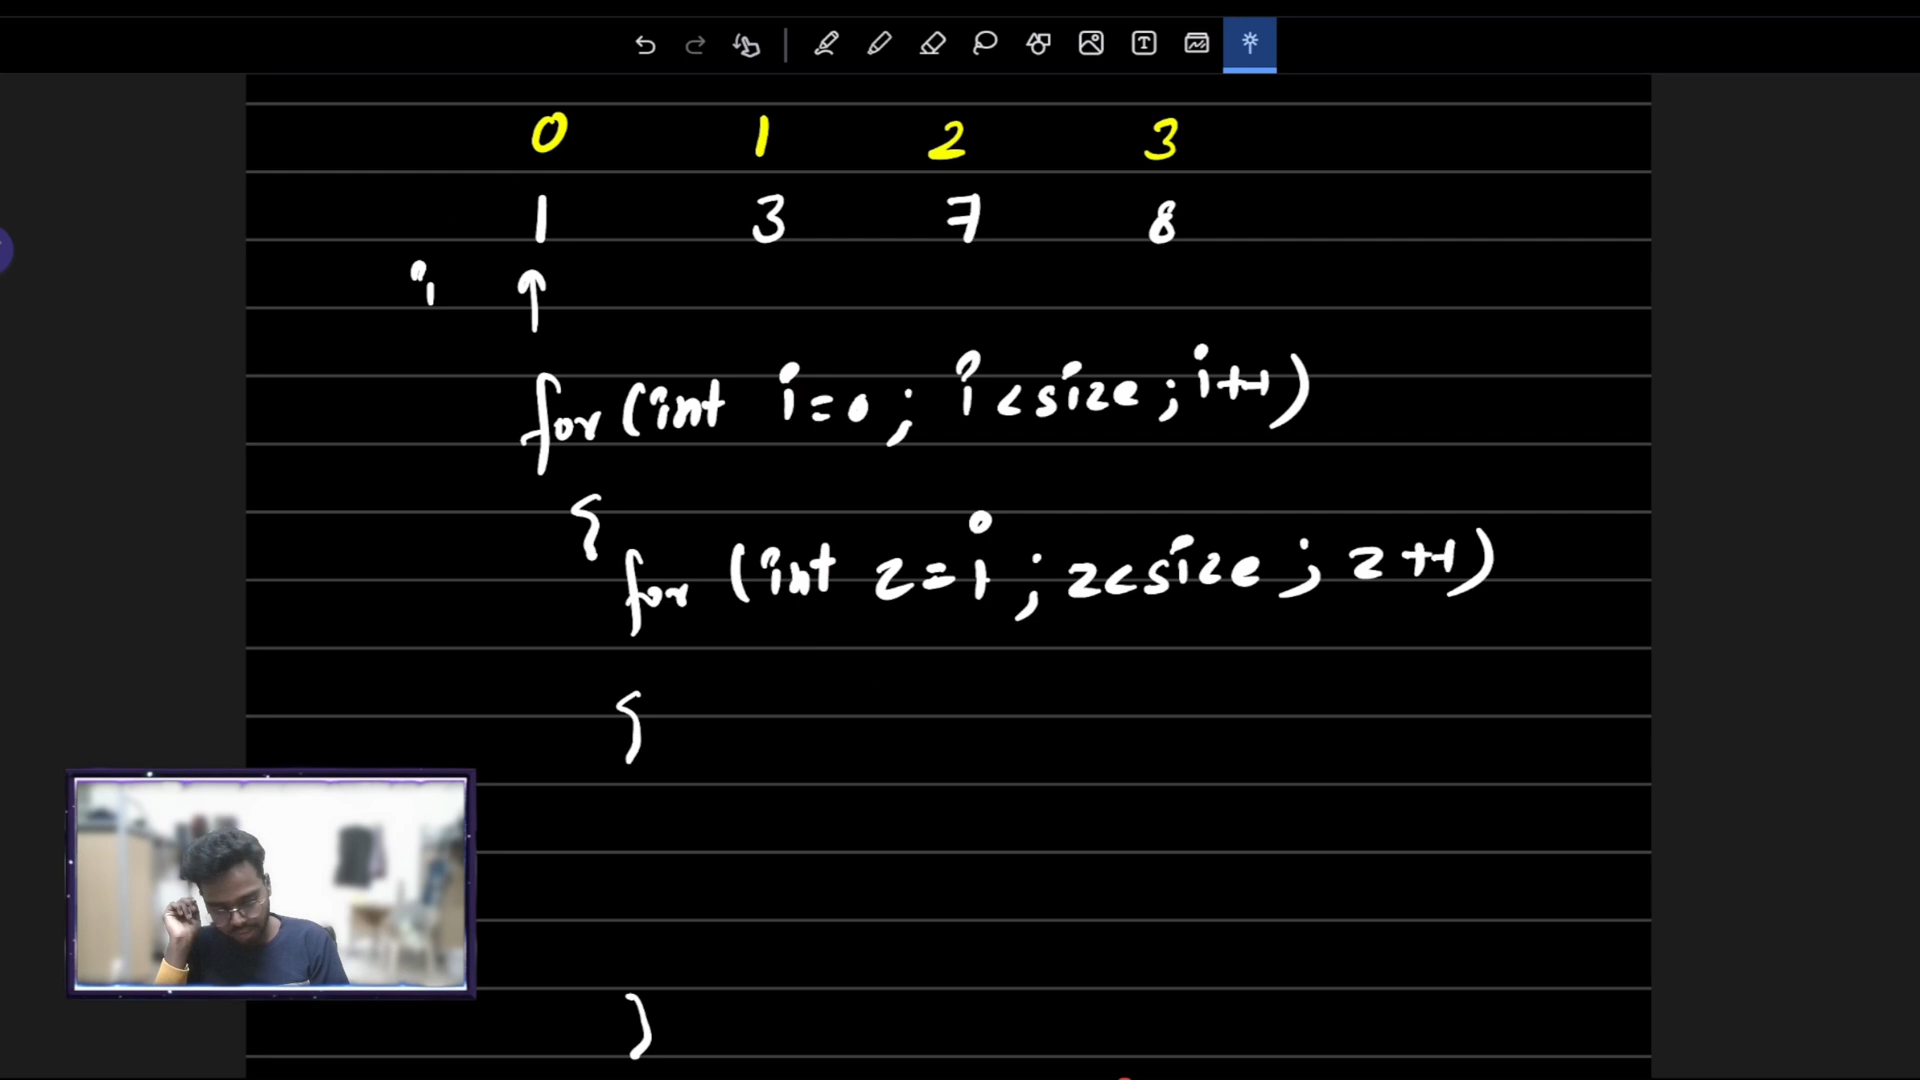 0 1 2 3
1 3 7 8
i ↑
for (int i=0; i<size; i++)
{
for (int z=i; z<size; z++)
{
}